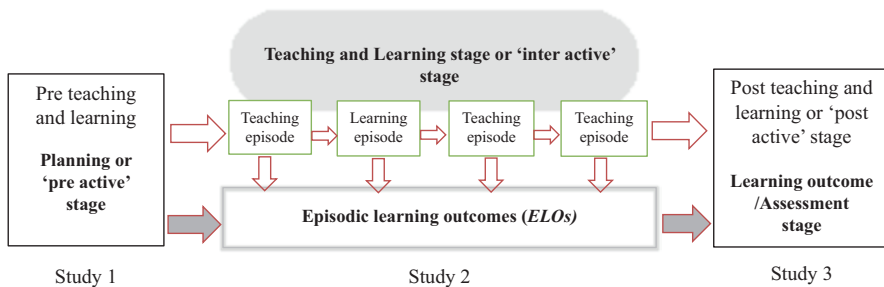 Teaching and Learning stage or ‘inter active’
stage
Pre teaching
and learning
Planning or
‘pre active’
stage
Teaching
episode
Learning
episode
Teaching
episode
Teaching
episode
Episodic learning outcomes (ELOs)
Post teaching and
learning or ‘post
active’ stage
Learning outcome
/Assessment
stage
Study 1
Study 2
Study 3